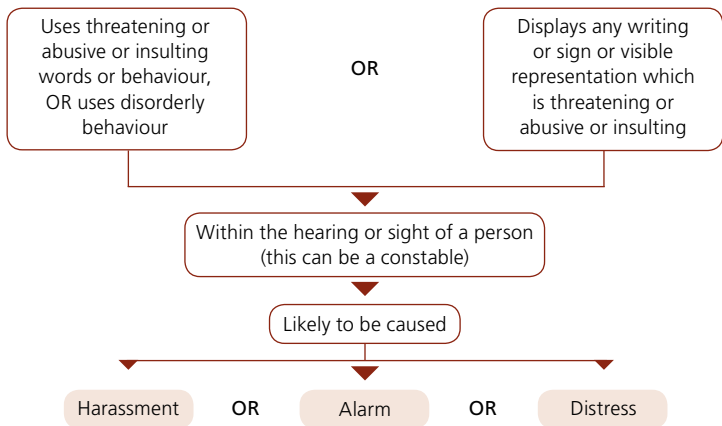 Uses threatening or
abusive or insulting
words or behaviour,
OR uses disorderly
behaviour
OR
Displays any writing
or sign or visible
representation which
is threatening or
abusive or insulting
Within the hearing or sight of a person
(this can be a constable)
Likely to be caused
Harassment OR Alarm OR Distress